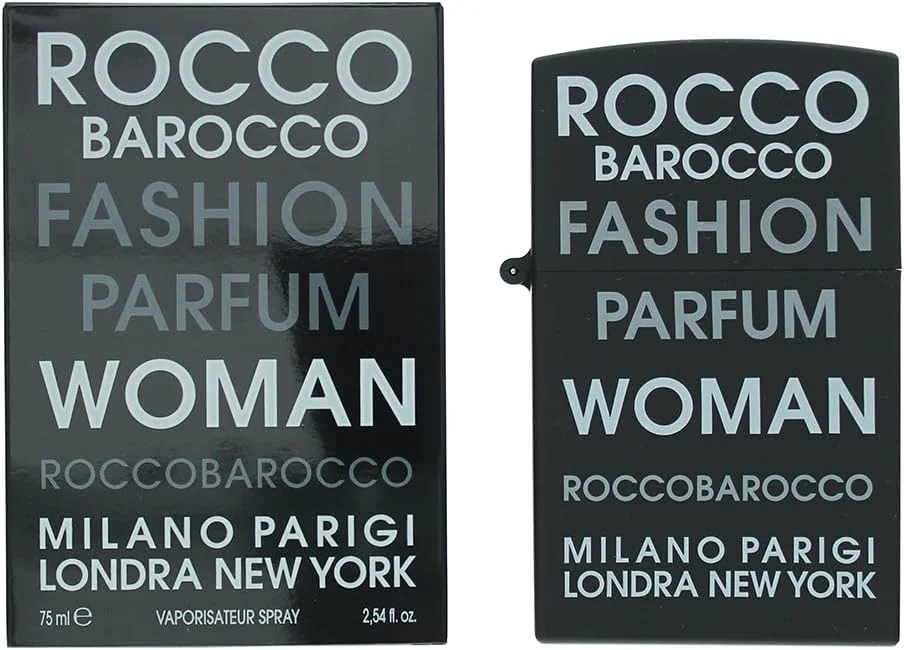 ROCCO
BAROCCO
FASHION
PARFUM
WOMAN
ROCCOBAROCCO
MILANO PARIGI
LONDRA NEW YORK
75 ml ℮ VAPORISATEUR SPRAY 2,54 fl. oz.
ROCCO
BAROCCO
FASHION
PARFUM
WOMAN
ROCCOBAROCCO
MILANO PARIGI
LONDRA NEW YORK